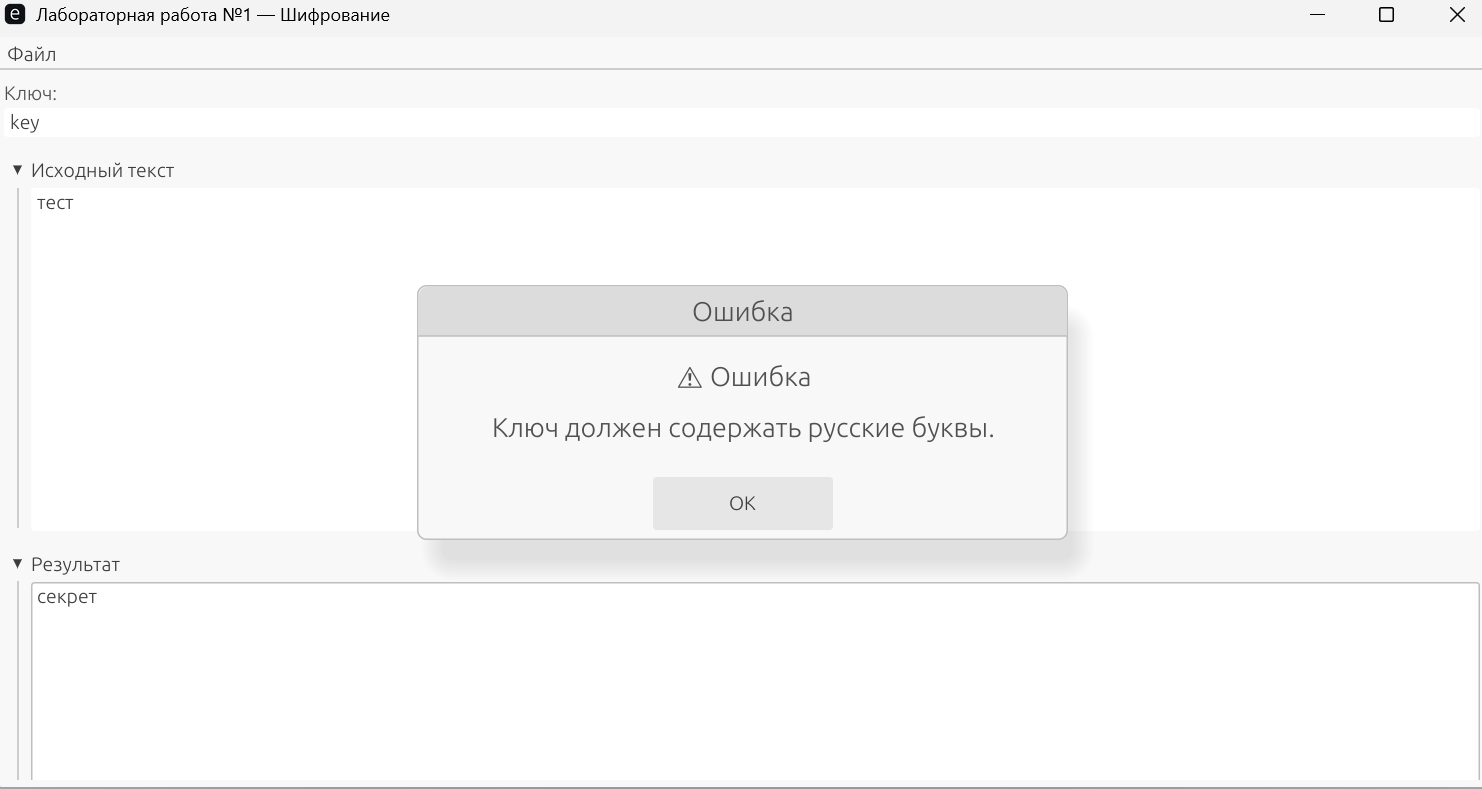 e Лабораторная работа №1 — Шифрование
Файл
Ключ:
key
▼ Исходный текст
тест
Ошибка
⚠ Ошибка
Ключ должен содержать русские буквы.
ОК
▼ Результат
секрет